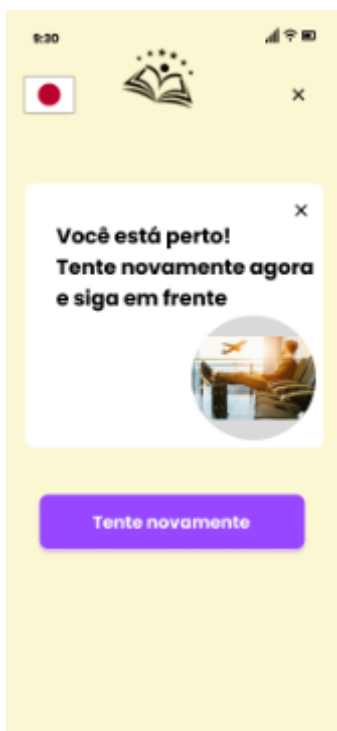 9:30
Você está perto!
Tente novamente agora
e siga em frente
Tente novamente